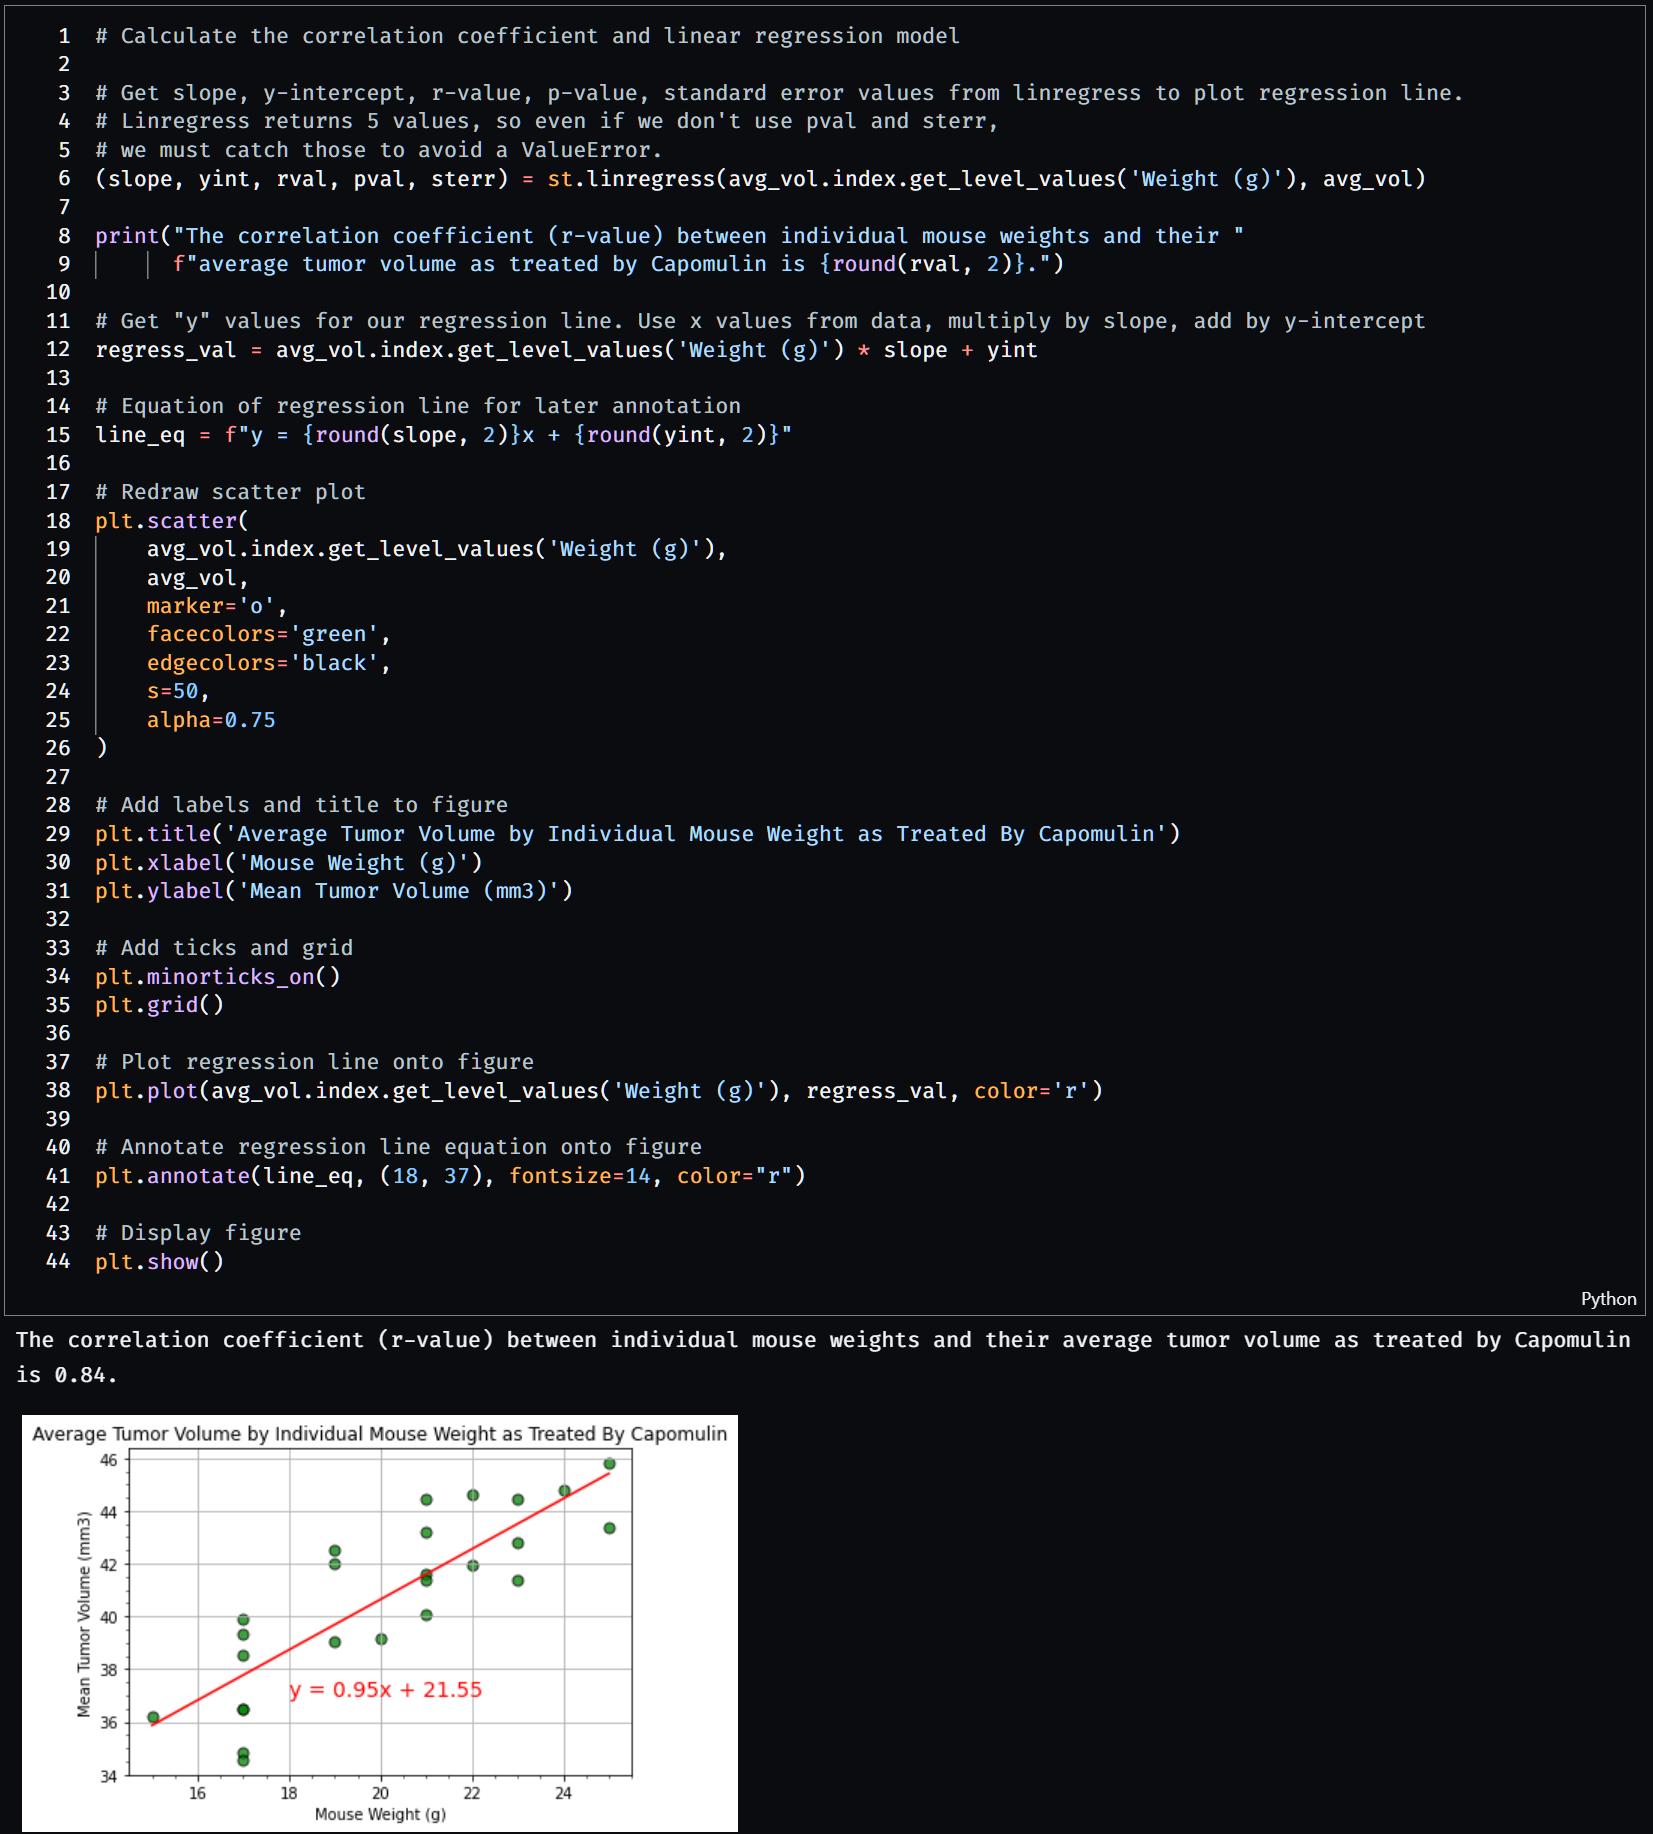 1 # Calculate the correlation coefficient and linear regression model
2
3 # Get slope, y-intercept, r-value, p-value, standard error values from linregress to plot regression line.
4 # Linregress returns 5 values, so even if we don't use pval and sterr,
5 # we must catch those to avoid a ValueError.
6 (slope, yint, rval, pval, sterr) = st.linregress(avg_vol.index.get_level_values('Weight (g)'), avg_vol)
7
8 print("The correlation coefficient (r-value) between individual mouse weights and their "
9       f"average tumor volume as treated by Capomulin is {round(rval, 2)}.")
10
11 # Get "y" values for our regression line. Use x values from data, multiply by slope, add by y-intercept
12 regress_val = avg_vol.index.get_level_values('Weight (g)') * slope + yint
13
14 # Equation of regression line for later annotation
15 line_eq = f"y = {round(slope, 2)}x + {round(yint, 2)}"
16
17 # Redraw scatter plot
18 plt.scatter(
19     avg_vol.index.get_level_values('Weight (g)'),
20     avg_vol,
21     marker='o',
22     facecolors='green',
23     edgecolors='black',
24     s=50,
25     alpha=0.75
26 )
27
28 # Add labels and title to figure
29 plt.title('Average Tumor Volume by Individual Mouse Weight as Treated By Capomulin')
30 plt.xlabel('Mouse Weight (g)')
31 plt.ylabel('Mean Tumor Volume (mm3)')
32
33 # Add ticks and grid
34 plt.minorticks_on()
35 plt.grid()
36
37 # Plot regression line onto figure
38 plt.plot(avg_vol.index.get_level_values('Weight (g)'), regress_val, color='r')
39
40 # Annotate regression line equation onto figure
41 plt.annotate(line_eq, (18, 37), fontsize=14, color="r")
42
43 # Display figure
44 plt.show()
Python
The correlation coefficient (r-value) between individual mouse weights and their average tumor volume as treated by Capomulin
is 0.84.
Average Tumor Volume by Individual Mouse Weight as Treated By Capomulin
Mean Tumor Volume (mm3)
46
44
42
40
38
36
34
y = 0.95x + 21.55
16 18 20 22 24
Mouse Weight (g)